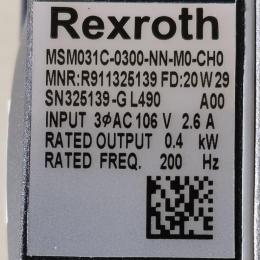 Rexroth
MSM031C-0300-NN-M0-CH0
MNR:R911325139 FD:20W29
SN325139-GL490 A00
INPUT 3ϕAC 106 V 2.6 A
RATED OUTPUT 0.4 kW
RATED FREQ. 200 Hz